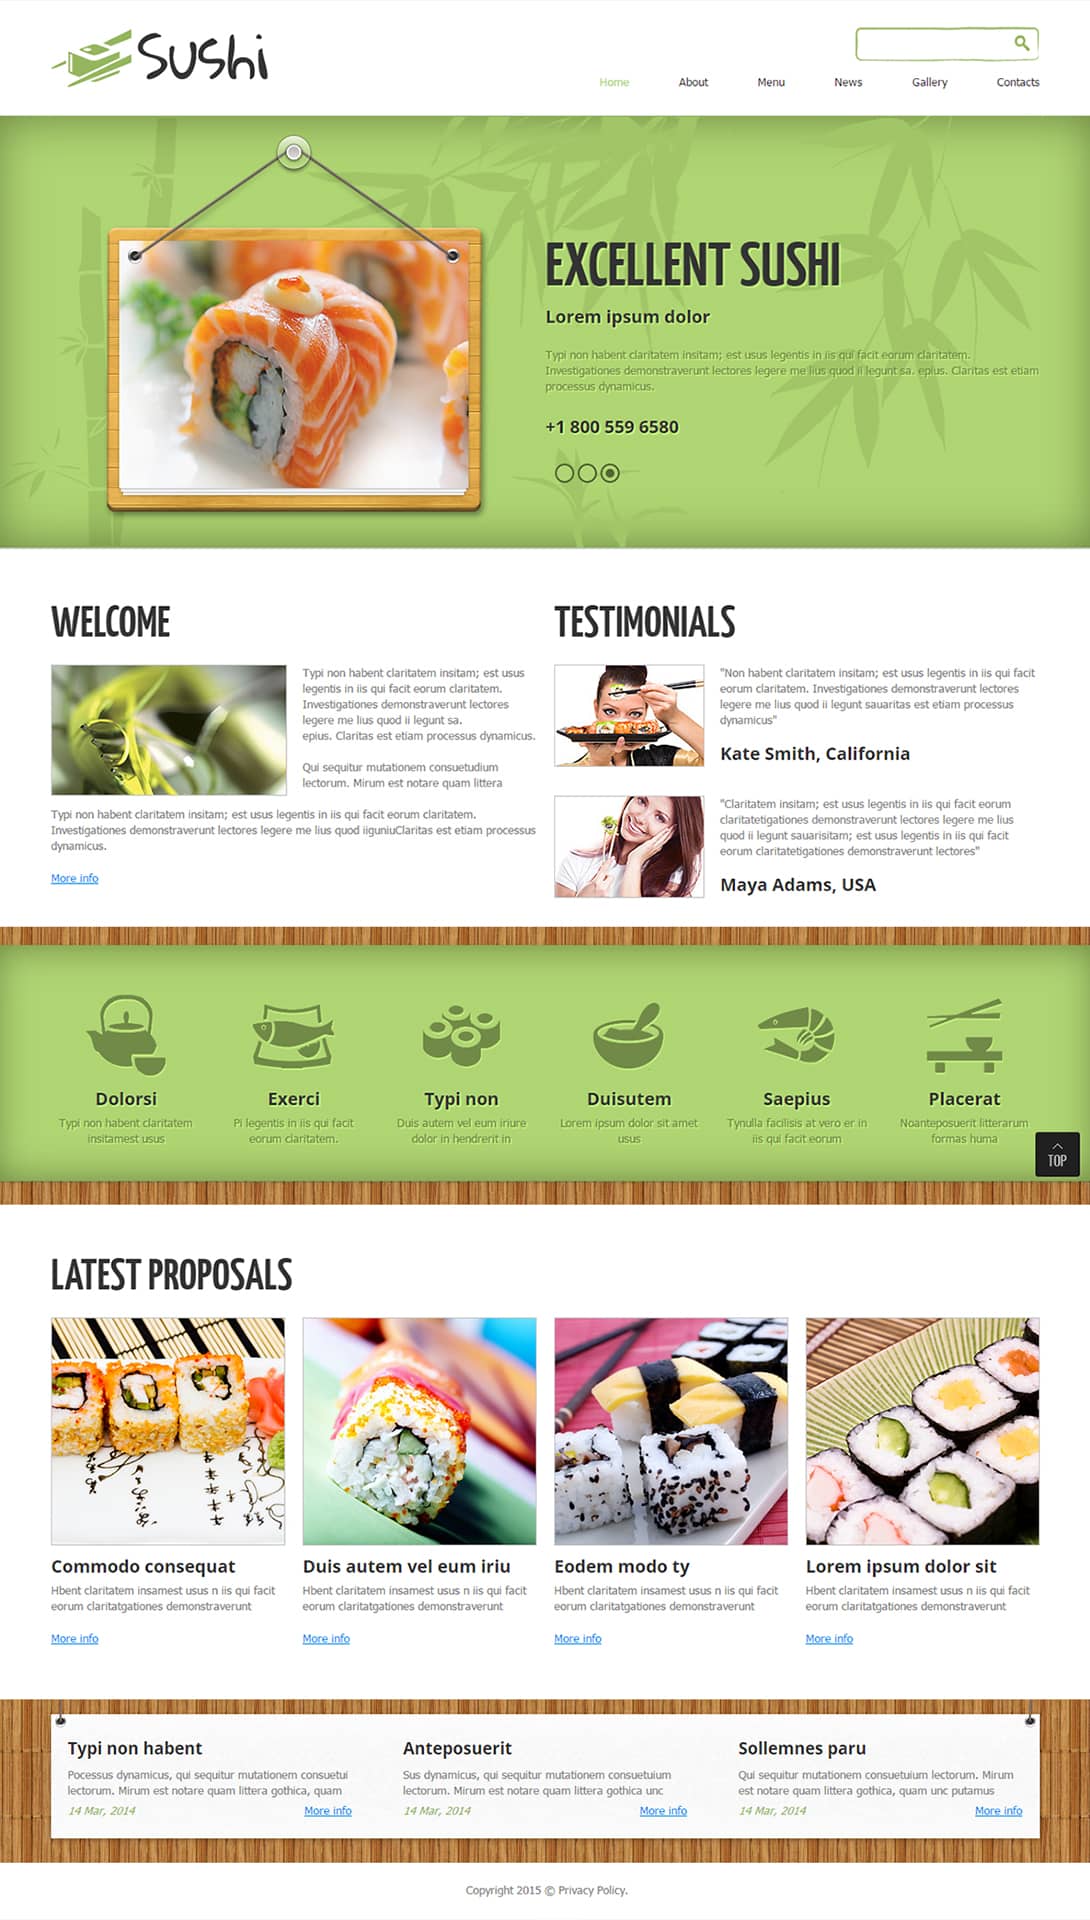 Sushi
Home About Menu News Gallery Contacts
EXCELLENT SUSHI
Lorem ipsum dolor
Typi non habent claritatem insitam; est usus legentis in iis qui facit eorum claritatem.
Investigationes demonstraverunt lectores legere me lius quod ii legunt sa. epius. Claritas est etiam
processus dynamicus.
+1 800 559 6580
WELCOME
Typi non habent claritatem insitam; est usus
legentis in iis qui facit eorum claritatem.
Investigationes demonstraverunt lectores
legere me lius quod ii legunt sa.
epius. Claritas est etiam processus dynamicus.
Qui sequitur mutationem consuetudium
lectorum. Mirum est notare quam littera
Typi non habent claritatem insitam; est usus legentis in iis qui facit eorum claritatem.
Investigationes demonstraverunt lectores legere me lius quod iiguniuClaritas est etiam processus
dynamicus.
More info
TESTIMONIALS
"Non habent claritatem insitam; est usus legentis in iis qui facit
eorum claritatem. Investigationes demonstraverunt lectores
legere me lius quod ii legunt sauaritas est etiam processus
dynamicus"
Kate Smith, California
"Claritatem insitam; est usus legentis in iis qui facit eorum
claritatetigationes demonstraverunt lectores legere me lius
quod ii legunt sauarisitam; est usus legentis in iis qui facit
eorum claritatetigationes demonstraverunt lectores"
Maya Adams, USA
Dolorsi
Typi non habent claritatem
insitamest usus
Exerci
Pi legentis in iis qui facit
eorum claritatem.
Typi non
Duis autem vel eum iriure
dolor in hendrerit in
Duisutem
Lorem ipsum dolor sit amet
usus
Saepius
Tynulla facilisis at vero er in
iis qui facit eorum
Placerat
Noanteposuerit litterarum
formas huma
TOP
LATEST PROPOSALS
Commodo consequat
Hbent claritatem insamest usus n iis qui facit
eorum claritatgationes demonstraverunt
More info
Duis autem vel eum iriu
Hbent claritatem insamest usus n iis qui facit
eorum claritatgationes demonstraverunt
More info
Eodem modo ty
Hbent claritatem insamest usus n iis qui facit
eorum claritatgationes demonstraverunt
More info
Lorem ipsum dolor sit
Hbent claritatem insamest usus n iis qui facit
eorum claritatgationes demonstraverunt
More info
Typi non habent
Pocessus dynamicus, qui sequitur mutationem consuetui
lectorum. Mirum est notare quam littera gothica, quam
14 Mar, 2014 More info
Anteposuerit
Sus dynamicus, qui sequitur mutationem consuetuium
lectorum. Mirum est notare quam littera gothica unc
14 Mar, 2014 More info
Sollemnes paru
Qui sequitur mutationem consuetuium lectorum. Mirum
est notare quam littera gothica, quam unc putamus
14 Mar, 2014 More info
Copyright 2015 © Privacy Policy.